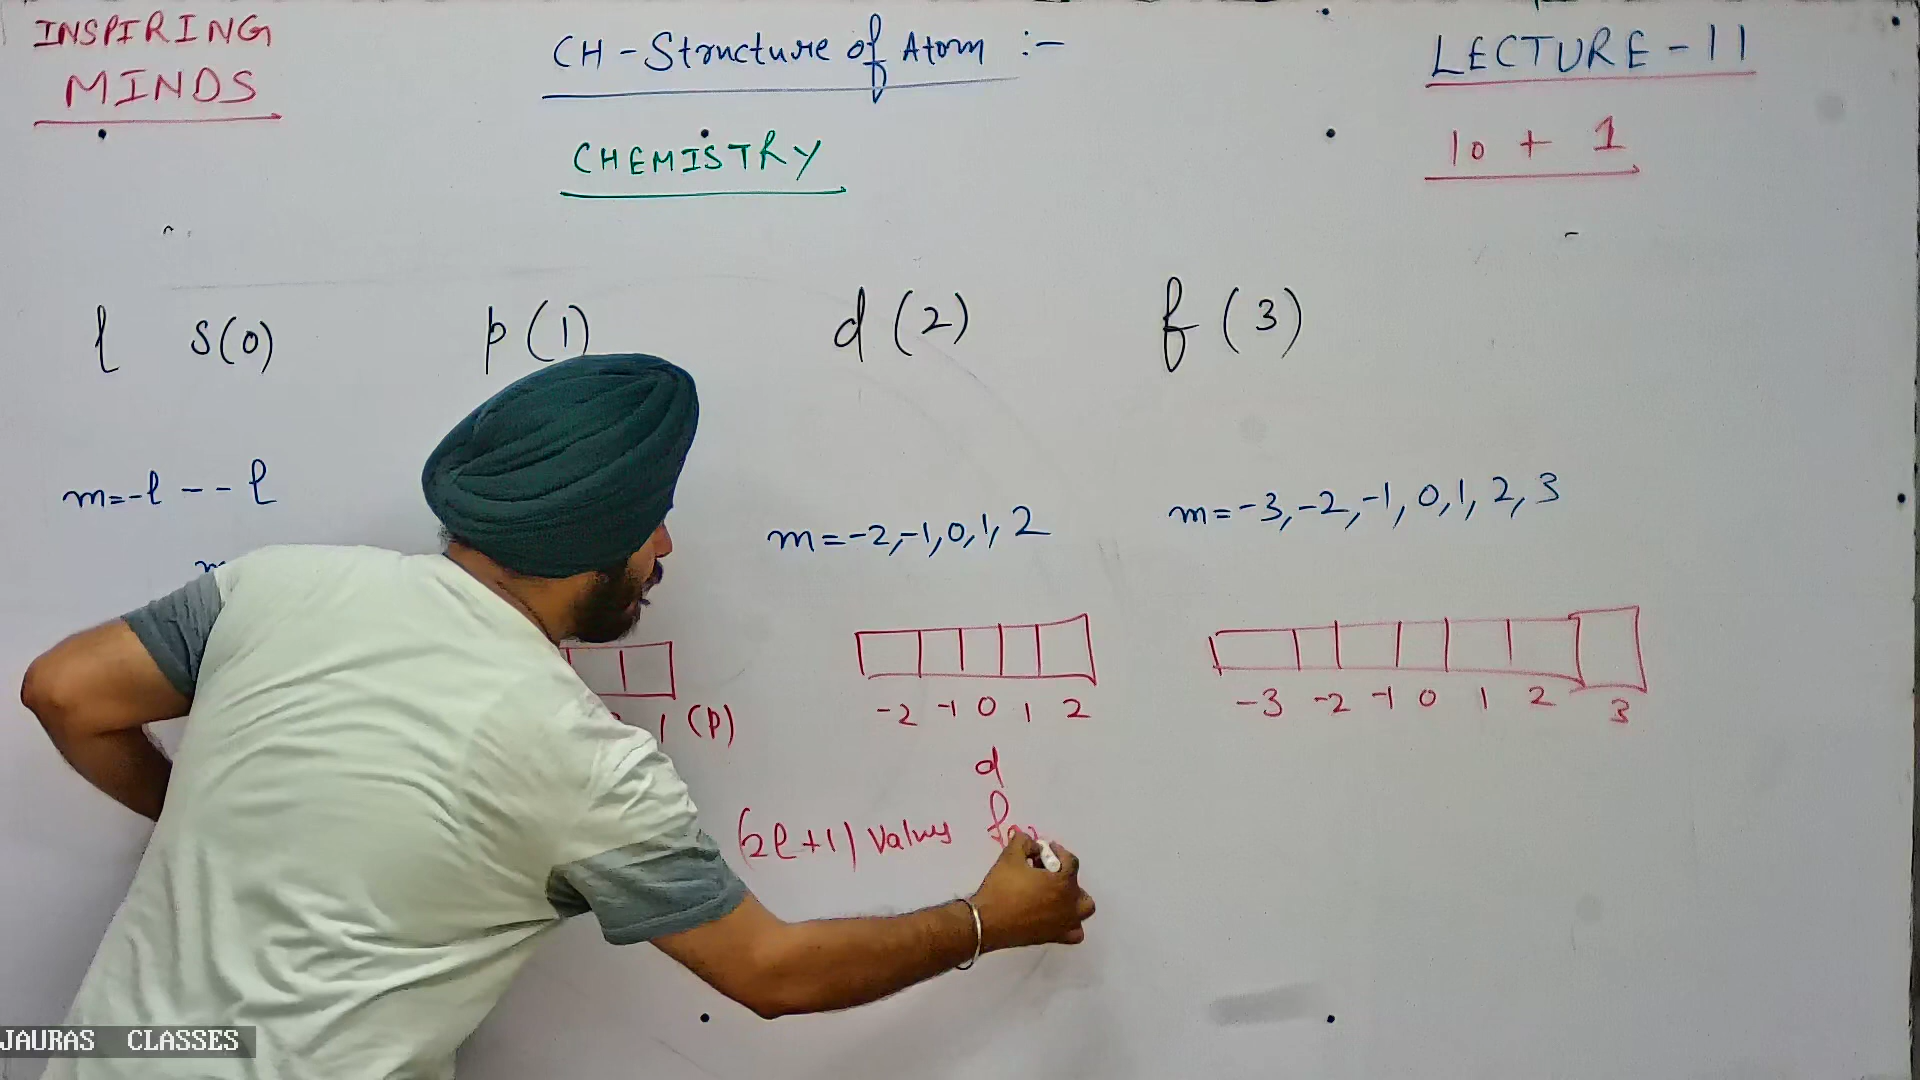 INSPIRING
MINDS
CH - Structure of Atom :-
CHEMISTRY
LECTURE - 11
10 + 1
l s(0) p(1) d(2) f(3)
m=-l -- l
m=-2,-1,0,1,2
m=-3,-2,-1,0,1,2,3
1 (p)
-2 -1 0 1 2
-3 -2 -1 0 1 2 3
d
(2l+1) values
JAURAS CLASSES